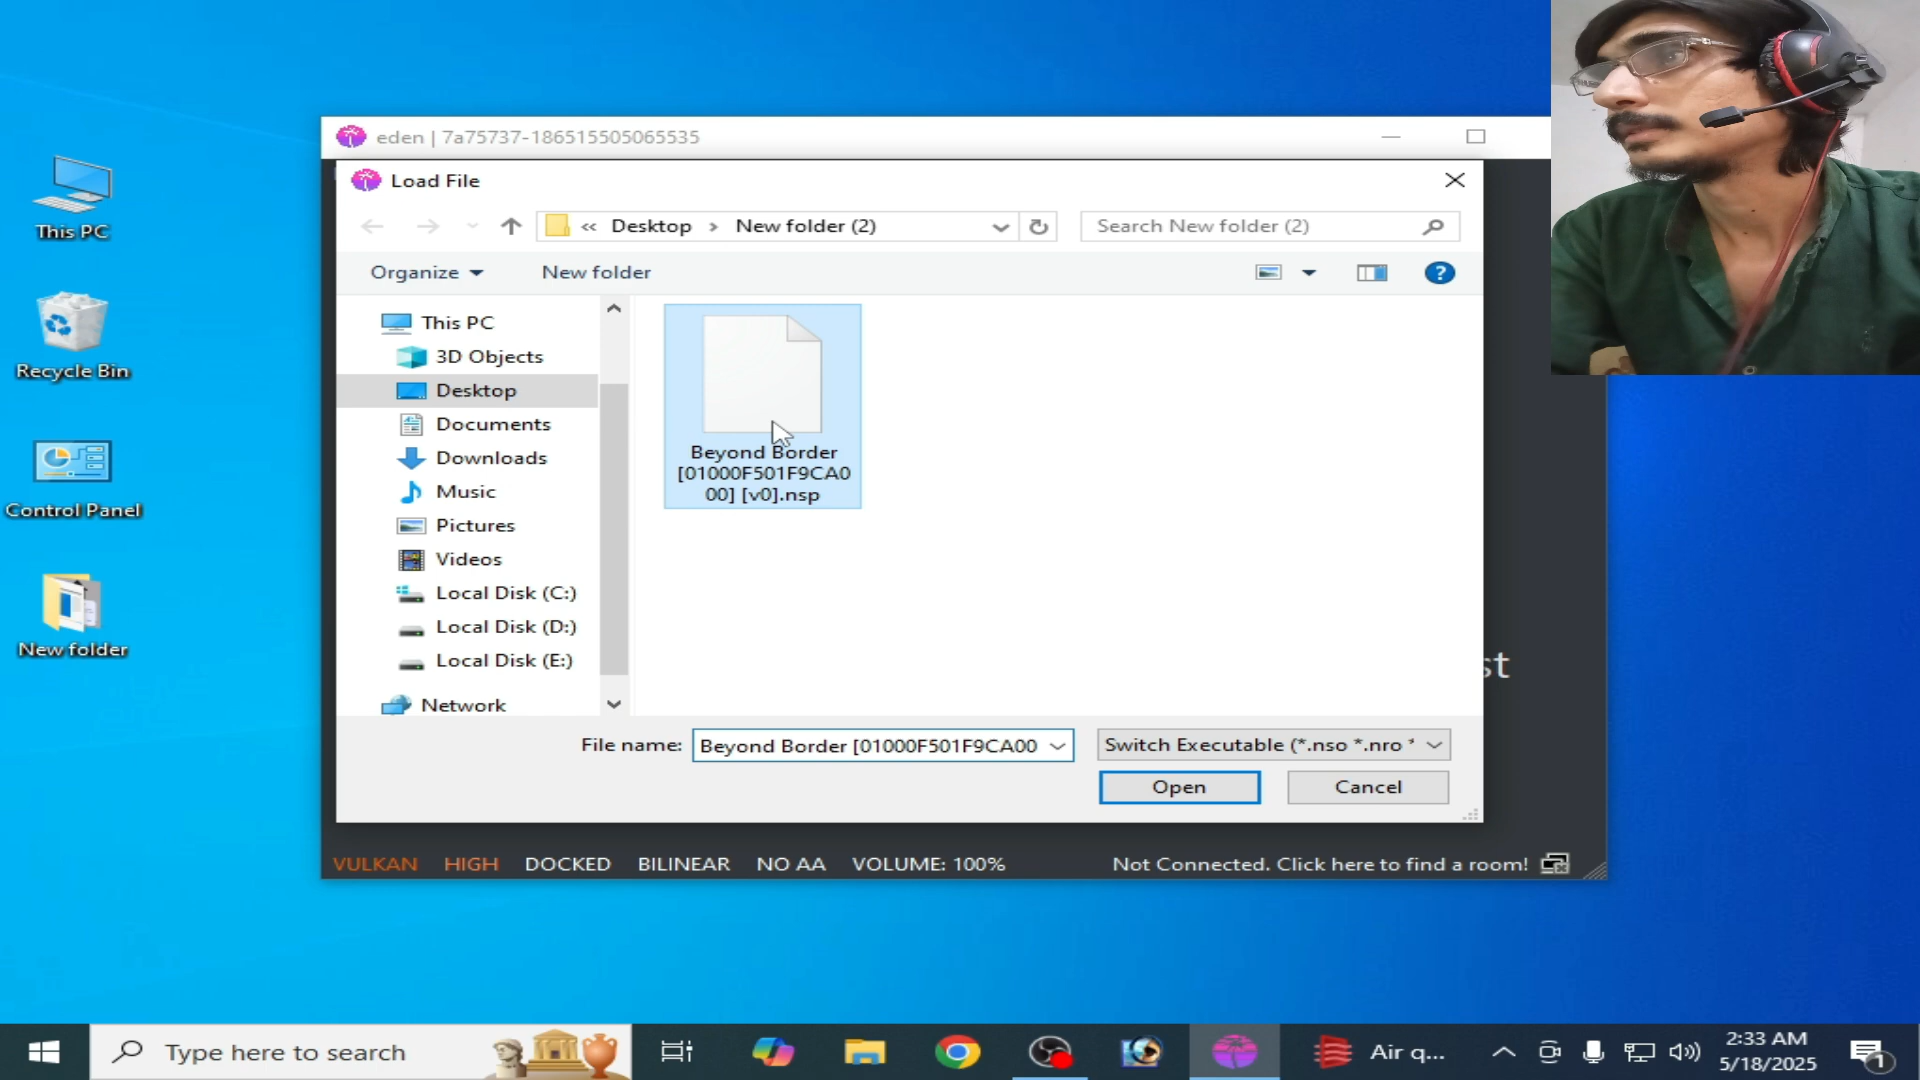 This PC
Recycle Bin
Control Panel
New folder
eden | 7a75737-186515505065535
Load File
« Desktop › New folder (2)
Search New folder (2)
Organize
New folder
?
This PC
3D Objects
Desktop
Documents
Downloads
Music
Pictures
Videos
Local Disk (C:)
Local Disk (D:)
Local Disk (E:)
Network
Beyond Border
[01000F501F9CA0
00] [v0].nsp
st
File name:
Beyond Border [01000F501F9CA00
Switch Executable (*.nso *.nro *
Open
Cancel
VULKAN HIGH DOCKED BILINEAR NO AA VOLUME: 100%
Not Connected. Click here to find a room!
Type here to search
Air q...
2:33 AM
5/18/2025
1